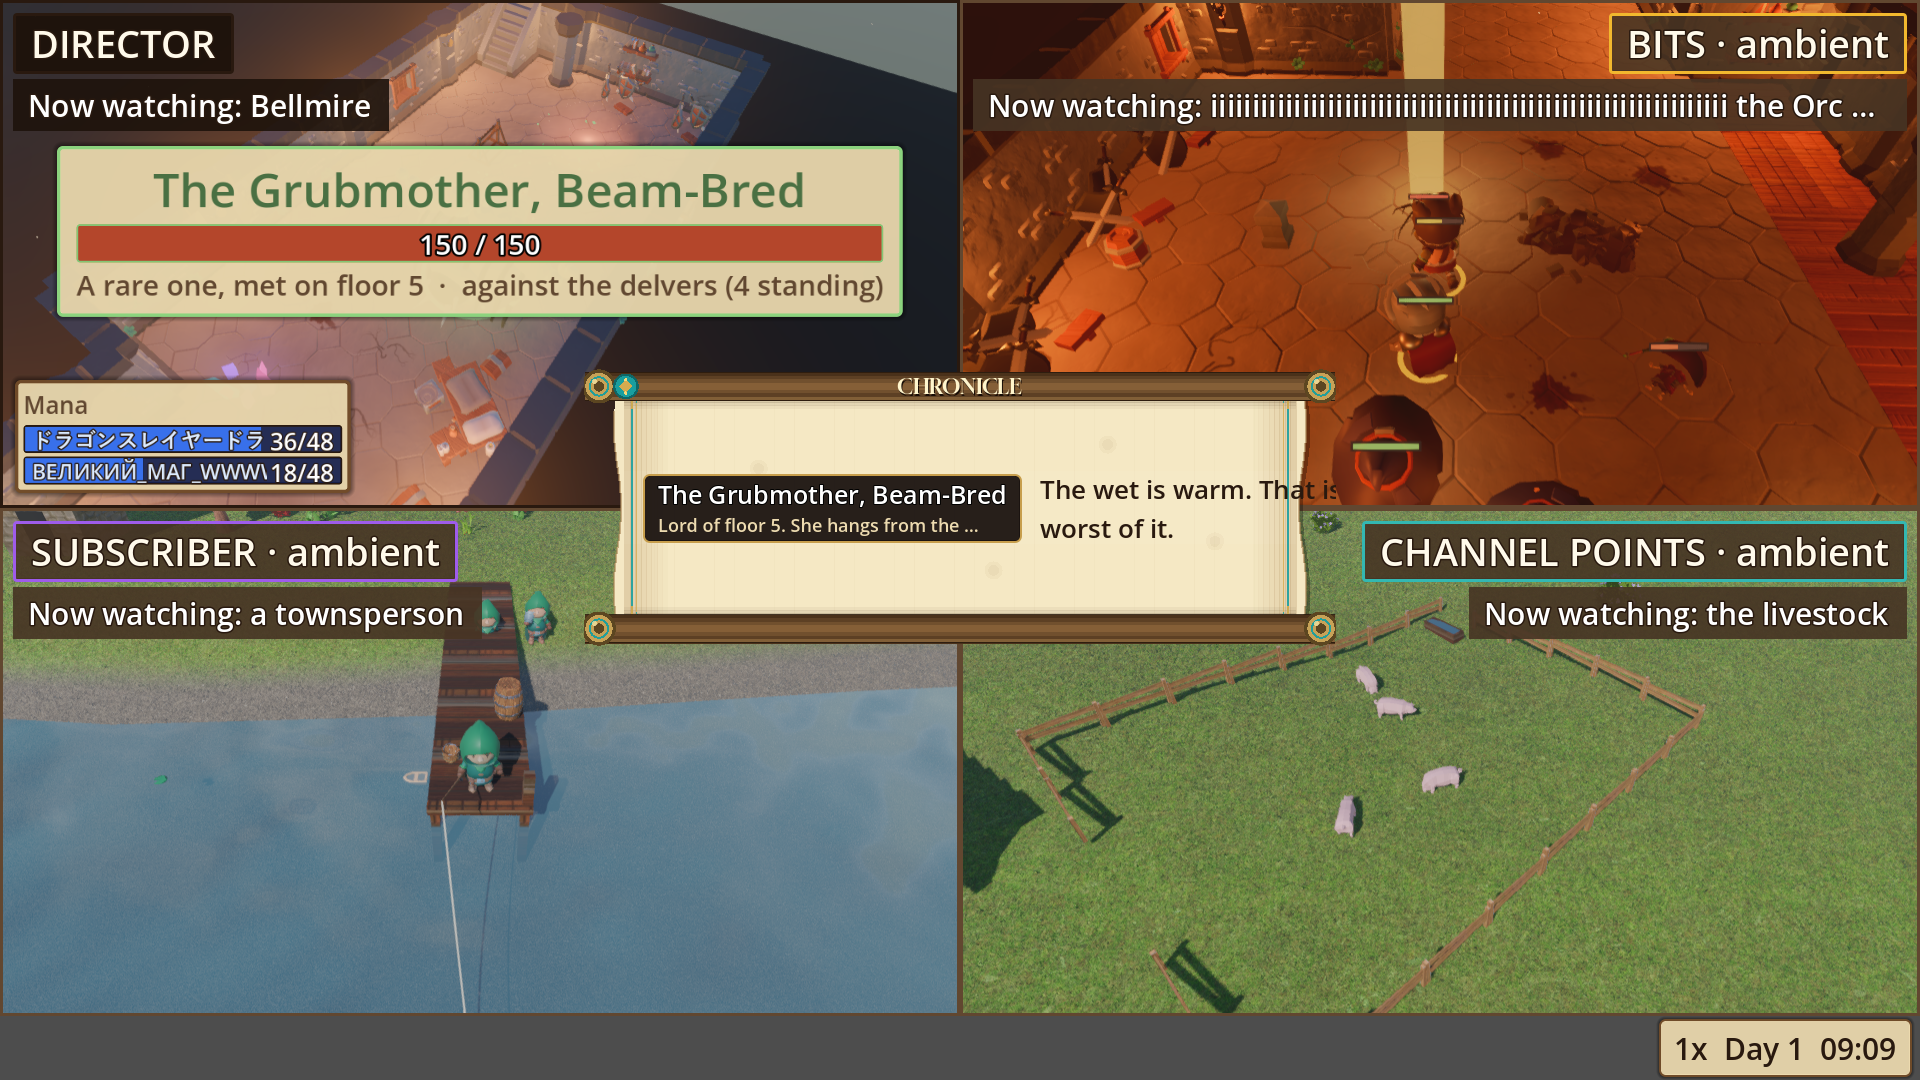 DIRECTOR
Now watching: Bellmire
The Grubmother, Beam-Bred
150 / 150
A rare one, met on floor 5 · against the delvers (4 standing)
Mana
ドラゴンスレイヤードラ 36/48
ВЕЛИКИЙ_МАГ_WWW 18/48
BITS · ambient
Now watching: iiiiiiiiiiiiiiiiiiiiiiiiiiiiiiiiiiiiiiiiiiiiiiiiiiiiiiiiiiii the Orc ...
CHRONICLE
The Grubmother, Beam-Bred
Lord of floor 5. She hangs from the ...
The wet is warm. That is
worst of it.
SUBSCRIBER · ambient
Now watching: a townsperson
CHANNEL POINTS · ambient
Now watching: the livestock
1x Day 1 09:09